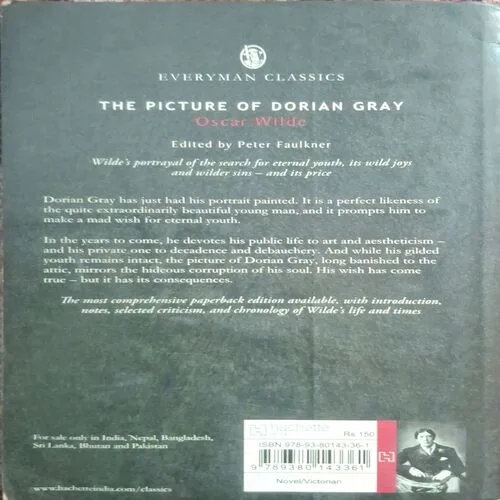 EVERYMAN CLASSICS
THE PICTURE OF DORIAN GRAY
Oscar Wilde
Edited by Peter Faulkner
Wilde's portrayal of the search for eternal youth, its wild joys
and wilder sins – and its price
Dorian Gray has just had his portrait painted. It is a perfect likeness of
the quite extraordinarily beautiful young man, and it prompts him to
make a mad wish for eternal youth.
In the years to come, he devotes his public life to art and aestheticism –
and his private one to decadence and debauchery. And while his gilded
youth remains intact, the picture of Dorian Gray, long banished to the
attic, mirrors the hideous corruption of his soul. His wish has come
true – but it has its consequences.
The most comprehensive paperback edition available, with introduction,
notes, selected criticism, and chronology of Wilde's life and times
For sale only in India, Nepal, Bangladesh,
Sri Lanka, Bhutan and Pakistan
www.hachetteindia.com/classics
hachette
Rs 150
ISBN 978-93-80143-36-1
9 789380 143361
Novel/Victorian